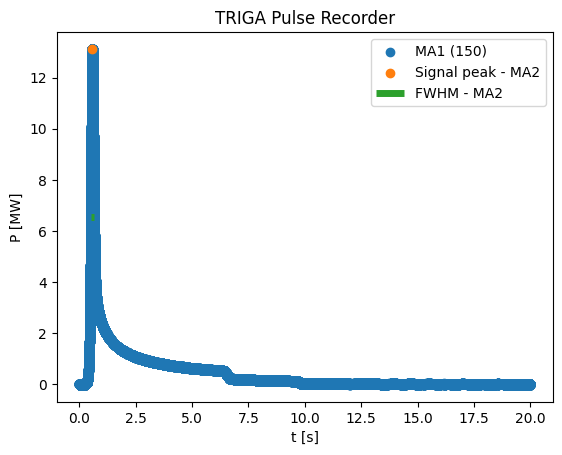 TRIGA Pulse Recorder
MA1 (150)
Signal peak - MA2
FWHM - MA2
P [MW]
12
10
8
6
4
2
0
0.0 2.5 5.0 7.5 10.0 12.5 15.0 17.5 20.0
t [s]